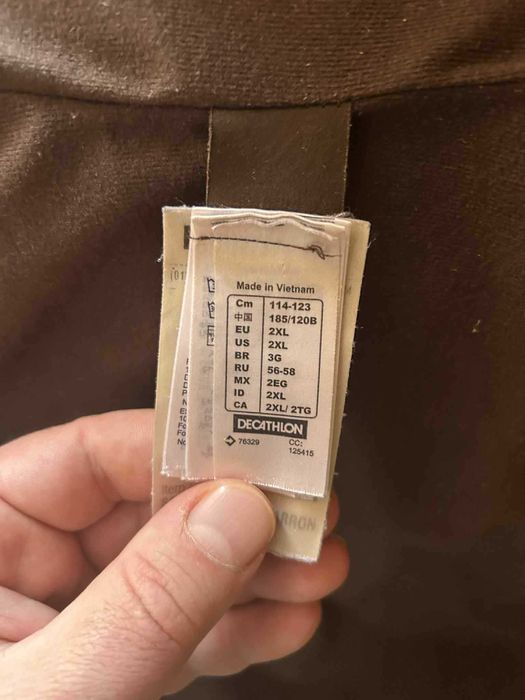 Made in Vietnam
Cm 114-123
中国 185/120B
EU 2XL
US 2XL
BR 3G
RU 56-58
MX 2EG
ID 2XL
CA 2XL/ 2TG
DECATHLON
76329 CC:
125415
ARRON